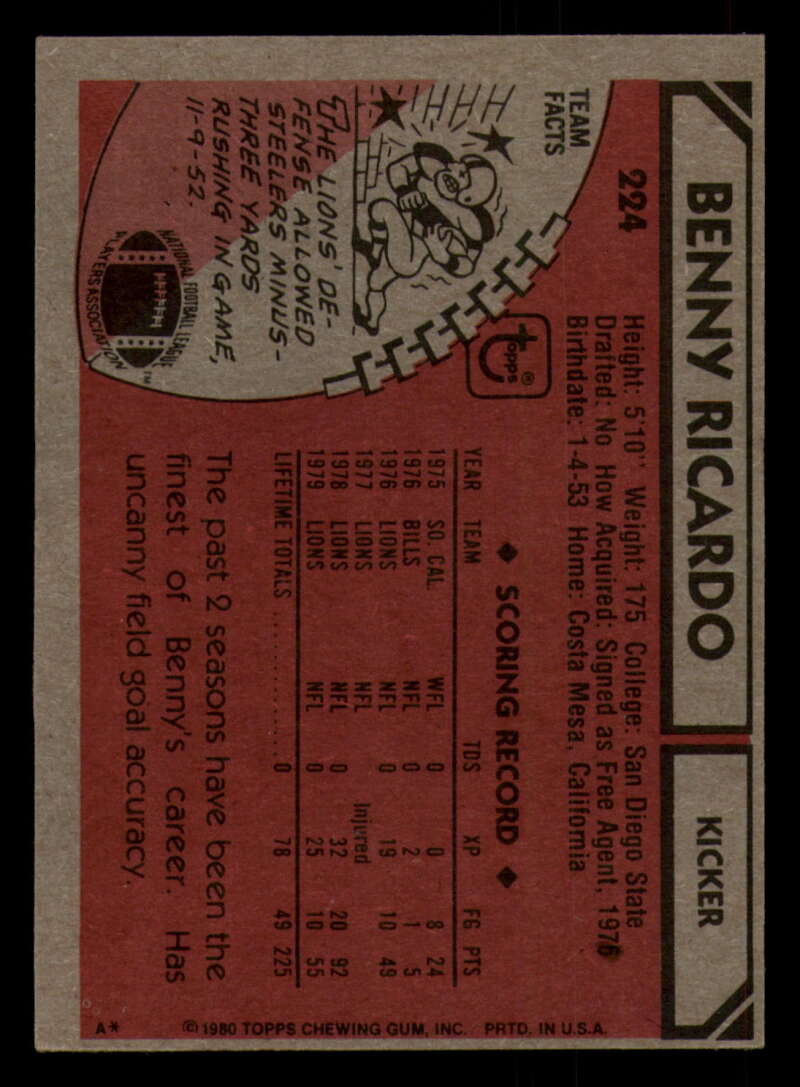 BENNY RICARDO
KICKER
224
Height: 5'10" Weight: 175 College: San Diego State
Drafted: No How Acquired: Signed as Free Agent, 1976
Birthdate: 1-4-53 Home: Costa Mesa, California
TEAM
FACTS
THE LIONS' DE-
FENSE ALLOWED
STEELERS MINUS-
THREE YARDS
RUSHING IN GAME,
11-9-52.
NATIONAL FOOTBALL LEAGUE
PLAYERS ASSOCIATION
TM
Topps®
◆ SCORING RECORD ◆
YEAR TEAM TDS XP FG PTS
1975 SO. CAL. WFL 0 0 8 24
1976 BILLS NFL 0 2 1 5
1976 LIONS NFL 0 19 10 49
1977 LIONS NFL Injured
1978 LIONS NFL 0 32 20 92
1979 LIONS NFL 0 25 10 55
LIFETIME TOTALS ............... 0 78 49 225
The past 2 seasons have been the
finest of Benny's career. Has
uncanny field goal accuracy.
A* © 1980 TOPPS CHEWING GUM, INC. PRTD. IN U.S.A.